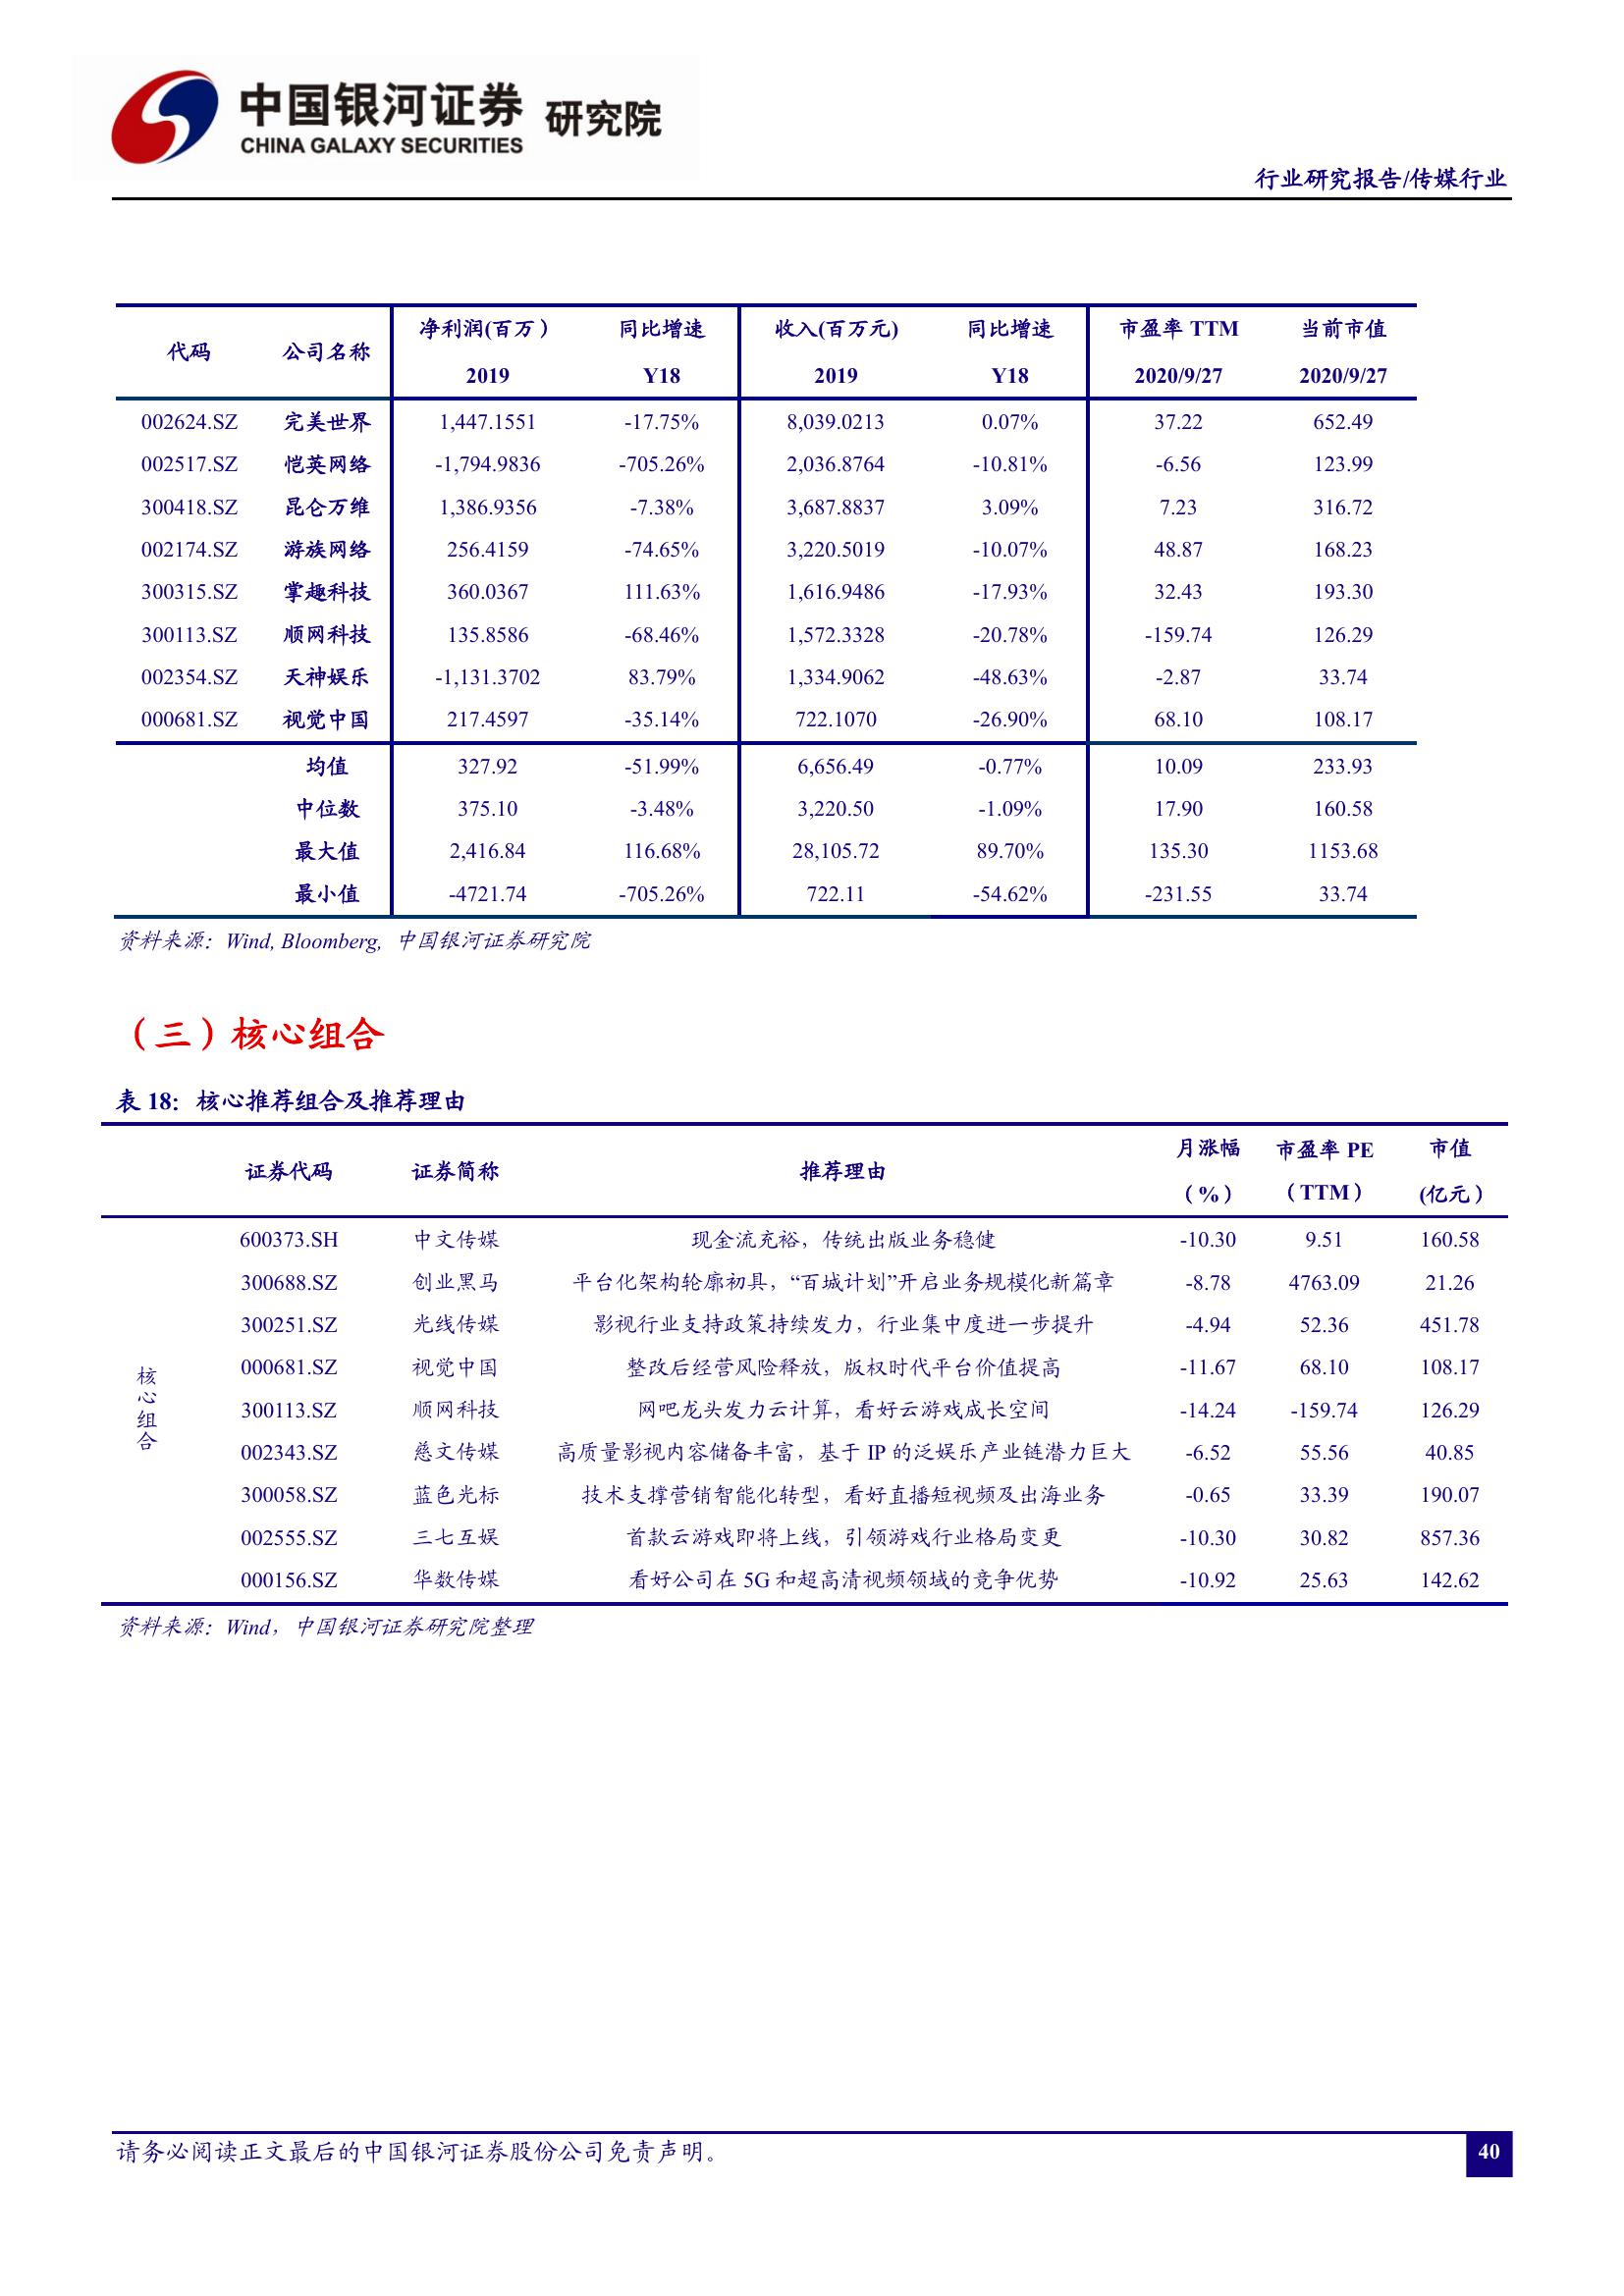 中国银河证券 研究院
CHINA GALAXY SECURITIES
行业研究报告/传媒行业
代码 公司名称 净利润(百万） 同比增速 收入(百万元) 同比增速 市盈率 TTM 当前市值
2019 Y18 2019 Y18 2020/9/27 2020/9/27
002624.SZ 完美世界 1,447.1551 -17.75% 8,039.0213 0.07% 37.22 652.49
002517.SZ 恺英网络 -1,794.9836 -705.26% 2,036.8764 -10.81% -6.56 123.99
300418.SZ 昆仑万维 1,386.9356 -7.38% 3,687.8837 3.09% 7.23 316.72
002174.SZ 游族网络 256.4159 -74.65% 3,220.5019 -10.07% 48.87 168.23
300315.SZ 掌趣科技 360.0367 111.63% 1,616.9486 -17.93% 32.43 193.30
300113.SZ 顺网科技 135.8586 -68.46% 1,572.3328 -20.78% -159.74 126.29
002354.SZ 天神娱乐 -1,131.3702 83.79% 1,334.9062 -48.63% -2.87 33.74
000681.SZ 视觉中国 217.4597 -35.14% 722.1070 -26.90% 68.10 108.17
均值 327.92 -51.99% 6,656.49 -0.77% 10.09 233.93
中位数 375.10 -3.48% 3,220.50 -1.09% 17.90 160.58
最大值 2,416.84 116.68% 28,105.72 89.70% 135.30 1153.68
最小值 -4721.74 -705.26% 722.11 -54.62% -231.55 33.74
资料来源：Wind, Bloomberg, 中国银河证券研究院
（三）核心组合
表 18：核心推荐组合及推荐理由
证券代码 证券简称 推荐理由 月涨幅 市盈率 PE 市值
（%） （TTM） (亿元）
核心组合
600373.SH 中文传媒 现金流充裕，传统出版业务稳健 -10.30 9.51 160.58
300688.SZ 创业黑马 平台化架构轮廓初具，“百城计划”开启业务规模化新篇章 -8.78 4763.09 21.26
300251.SZ 光线传媒 影视行业支持政策持续发力，行业集中度进一步提升 -4.94 52.36 451.78
000681.SZ 视觉中国 整改后经营风险释放，版权时代平台价值提高 -11.67 68.10 108.17
300113.SZ 顺网科技 网吧龙头发力云计算，看好云游戏成长空间 -14.24 -159.74 126.29
002343.SZ 慈文传媒 高质量影视内容储备丰富，基于 IP 的泛娱乐产业链潜力巨大 -6.52 55.56 40.85
300058.SZ 蓝色光标 技术支撑营销智能化转型，看好直播短视频及出海业务 -0.65 33.39 190.07
002555.SZ 三七互娱 首款云游戏即将上线，引领游戏行业格局变更 -10.30 30.82 857.36
000156.SZ 华数传媒 看好公司在 5G 和超高清视频领域的竞争优势 -10.92 25.63 142.62
资料来源：Wind，中国银河证券研究院整理
请务必阅读正文最后的中国银河证券股份公司免责声明。
40